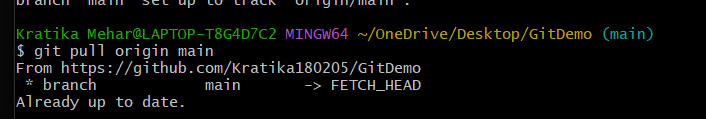 branch 'main' set up to track 'origin/main'.
Kratika Mehar@LAPTOP-T8G4D7C2 MINGW64 ~/OneDrive/Desktop/GitDemo (main)
$ git pull origin main
From https://github.com/Kratika180205/GitDemo
 * branch            main       -> FETCH_HEAD
Already up to date.